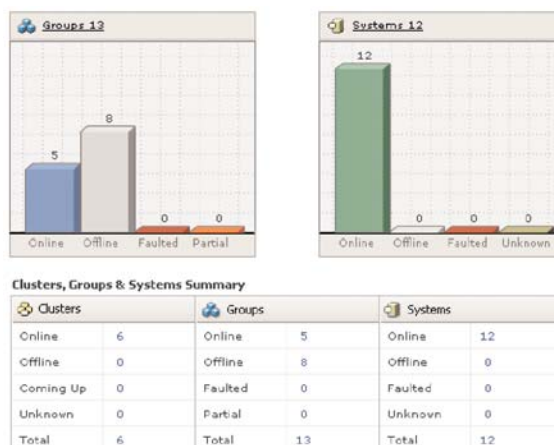 Groups 13
5
8
0
0
Online Offline Faulted Partial
Systems 12
12
0
0
0
Online Offline Faulted Unknown
Clusters, Groups & Systems Summary
Clusters Groups Systems
Online 6 Online 5 Online 12
Offline 0 Offline 8 Offline 0
Coming Up 0 Faulted 0 Faulted 0
Unknown 0 Partial 0 Unknown 0
Total 6 Total 13 Total 12